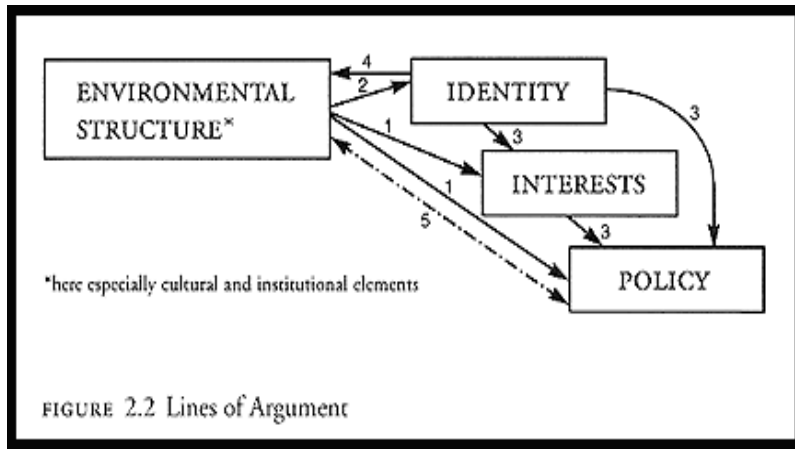 ENVIRONMENTAL
STRUCTURE*
IDENTITY
INTERESTS
POLICY
4
2
1
3
3
1
5
3
*here especially cultural and institutional elements
FIGURE 2.2 Lines of Argument